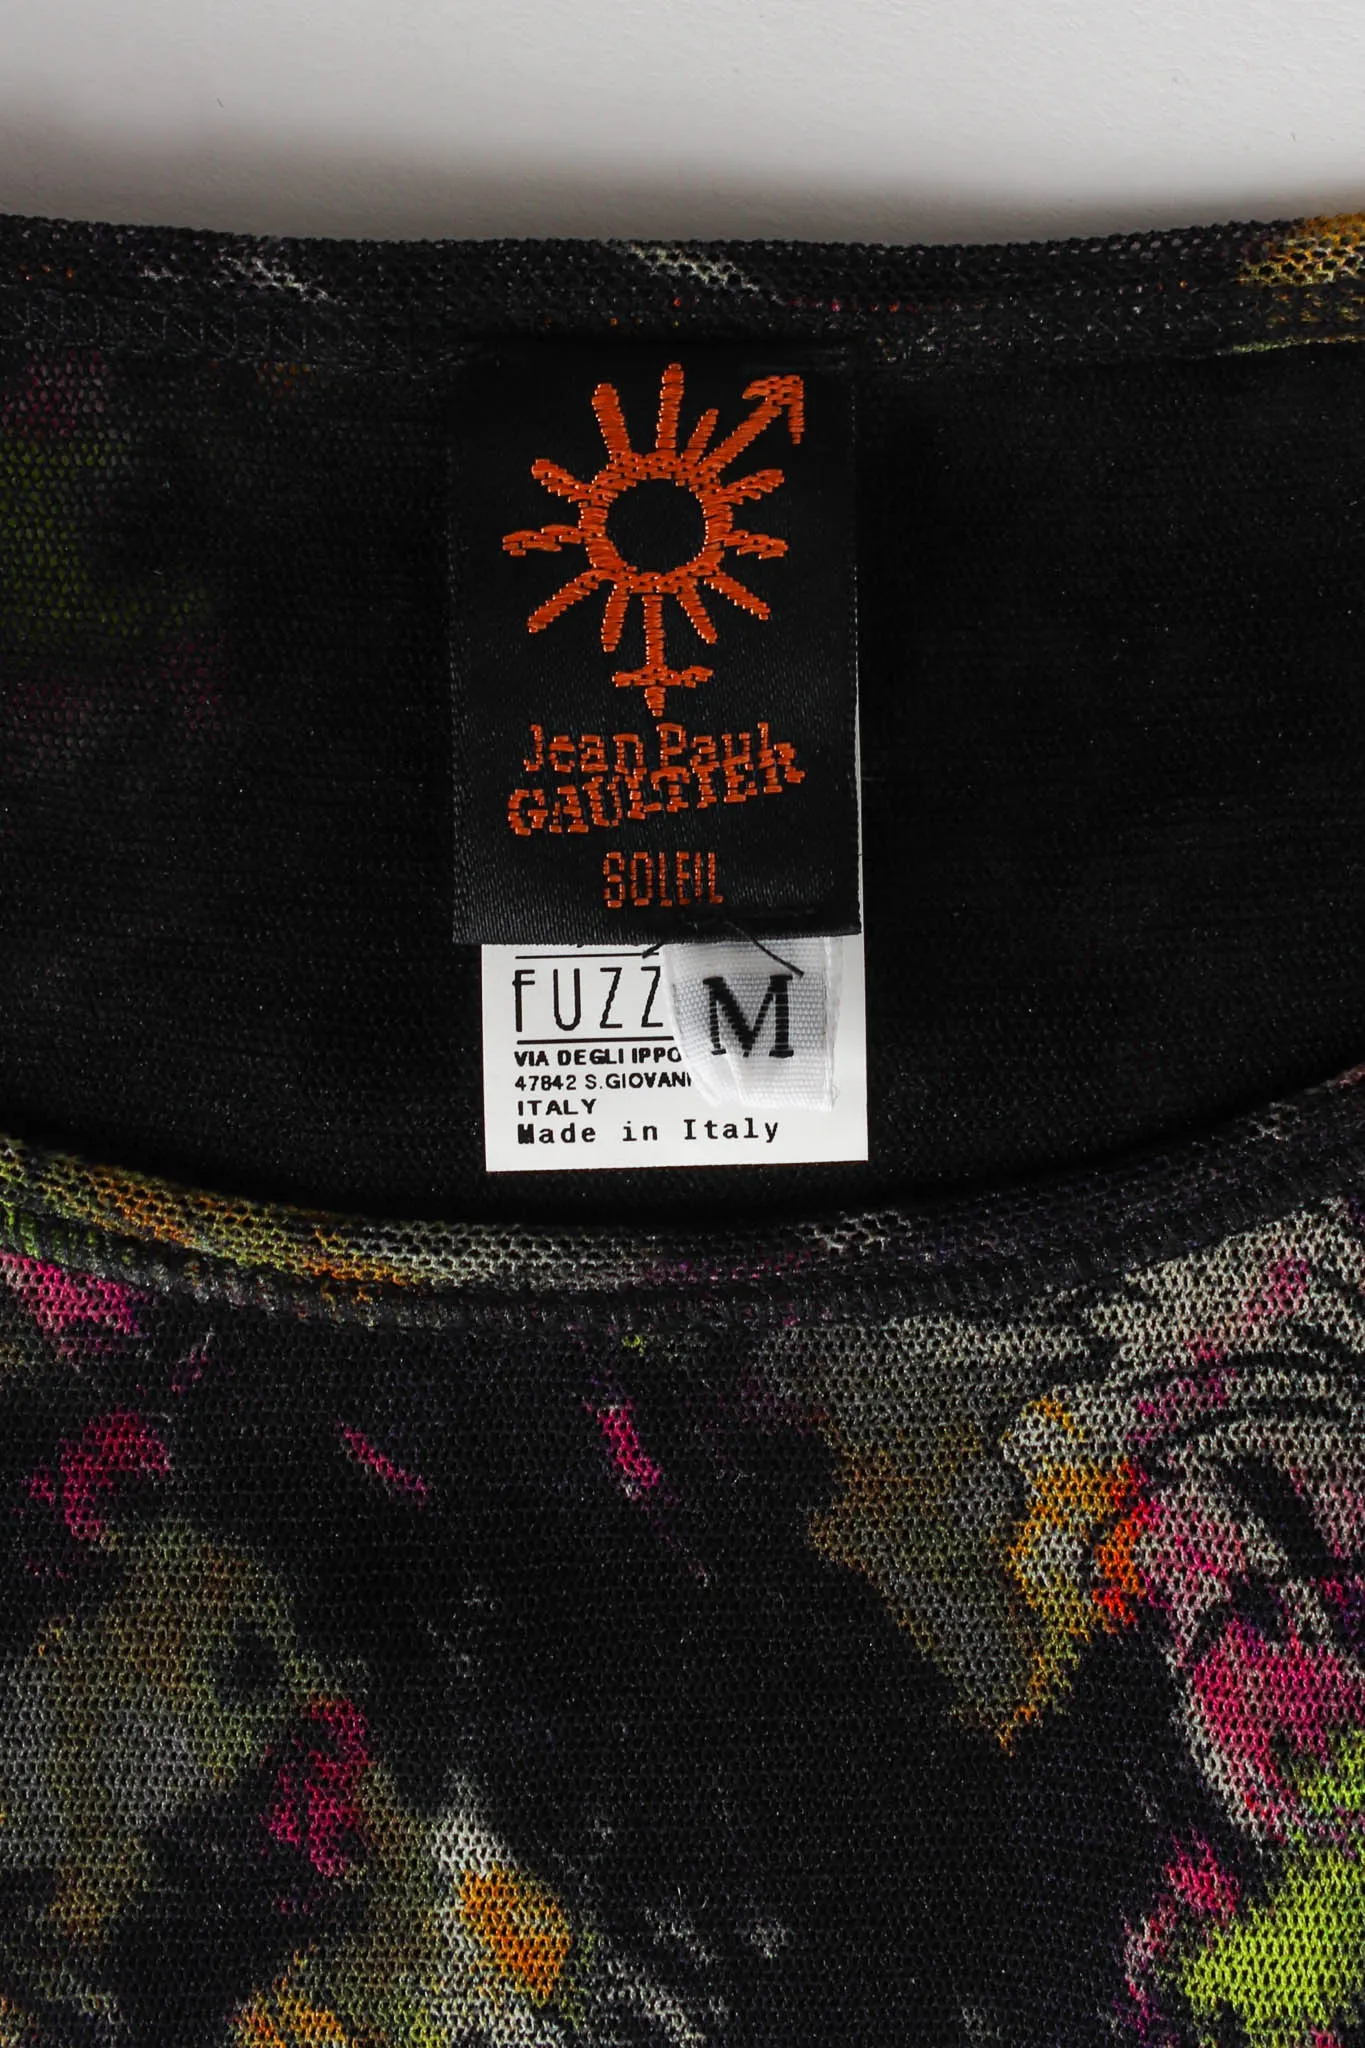 Jean Paul
GAULTIER
SOLEIL
FUZZ
M
VIA DEGLI IPPO
47842 S.GIOVAN
ITALY
Made in Italy